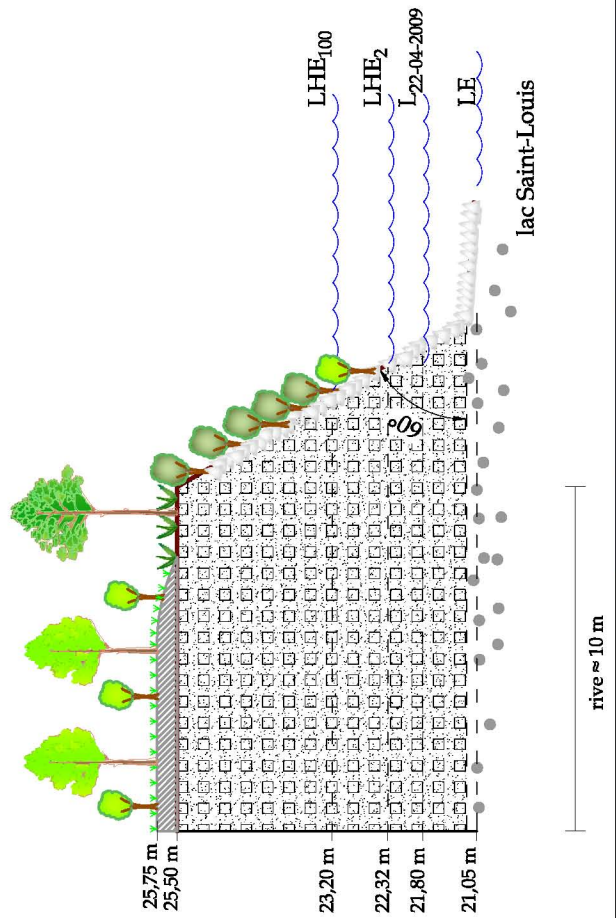 25,75 m
25,50 m
23,20 m
22,32 m
21,80 m
21,05 m
LHE100
LHE2
L22-04-2009
LE
lac Saint-Louis
60°
rive ≈ 10 m